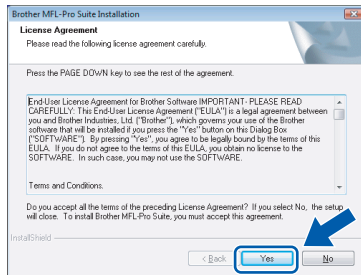 Brother MFL-Pro Suite Installation
License Agreement
Please read the following license agreement carefully.
Press the PAGE DOWN key to see the rest of the agreement.
End-User License Agreement for Brother Software IMPORTANT- PLEASE READ
CAREFULLY: This End-User License Agreement ("EULA") is a legal agreement between
you and Brother Industries, Ltd. ("Brother"), which governs your use of the Brother
software that will be installed if you press the "Yes" button on this Dialog Box
("SOFTWARE"). By pressing "Yes", you agree to be legally bound by the terms of this
EULA. If you do not agree to the terms of this EULA, you obtain no license to the
SOFTWARE. In such case, you may not use the SOFTWARE.
Terms and Conditions.
Do you accept all the terms of the preceding License Agreement? If you select No, the setup
will close. To install Brother MFL-Pro Suite, you must accept this agreement.
InstallShield
< Back
Yes
No